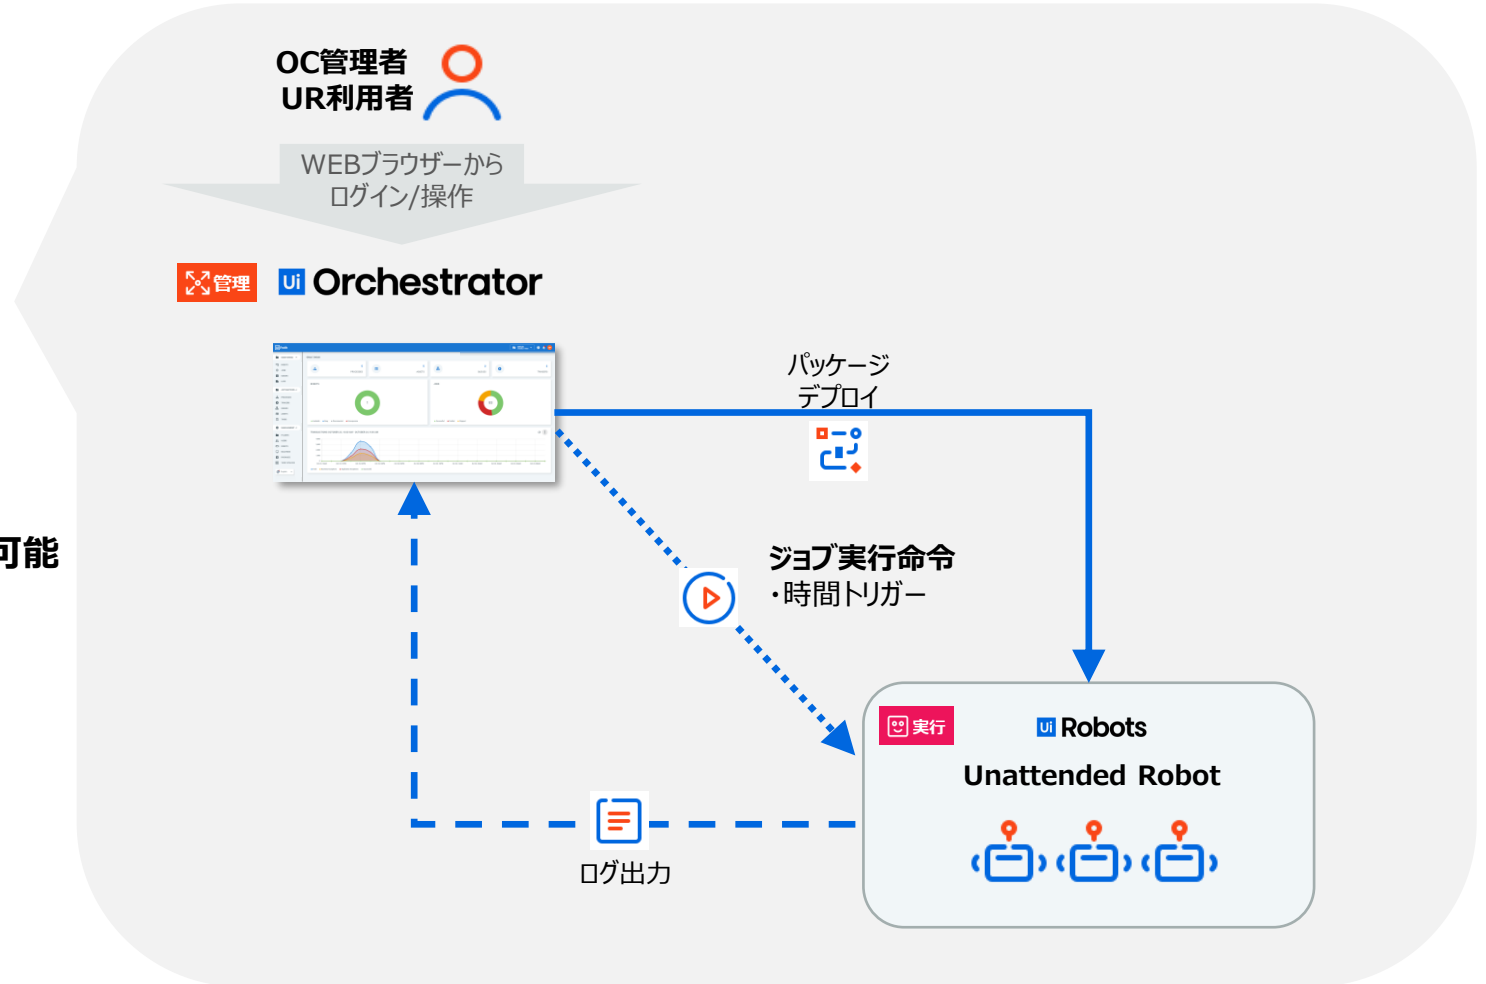 OC管理者
UR利用者
WEBブラウザーから
ログイン/操作
管理
Ui Orchestrator
パッケージ
デプロイ
可能
ジョブ実行命令
・時間トリガー
実行
Ui Robots
Unattended Robot
ログ出力